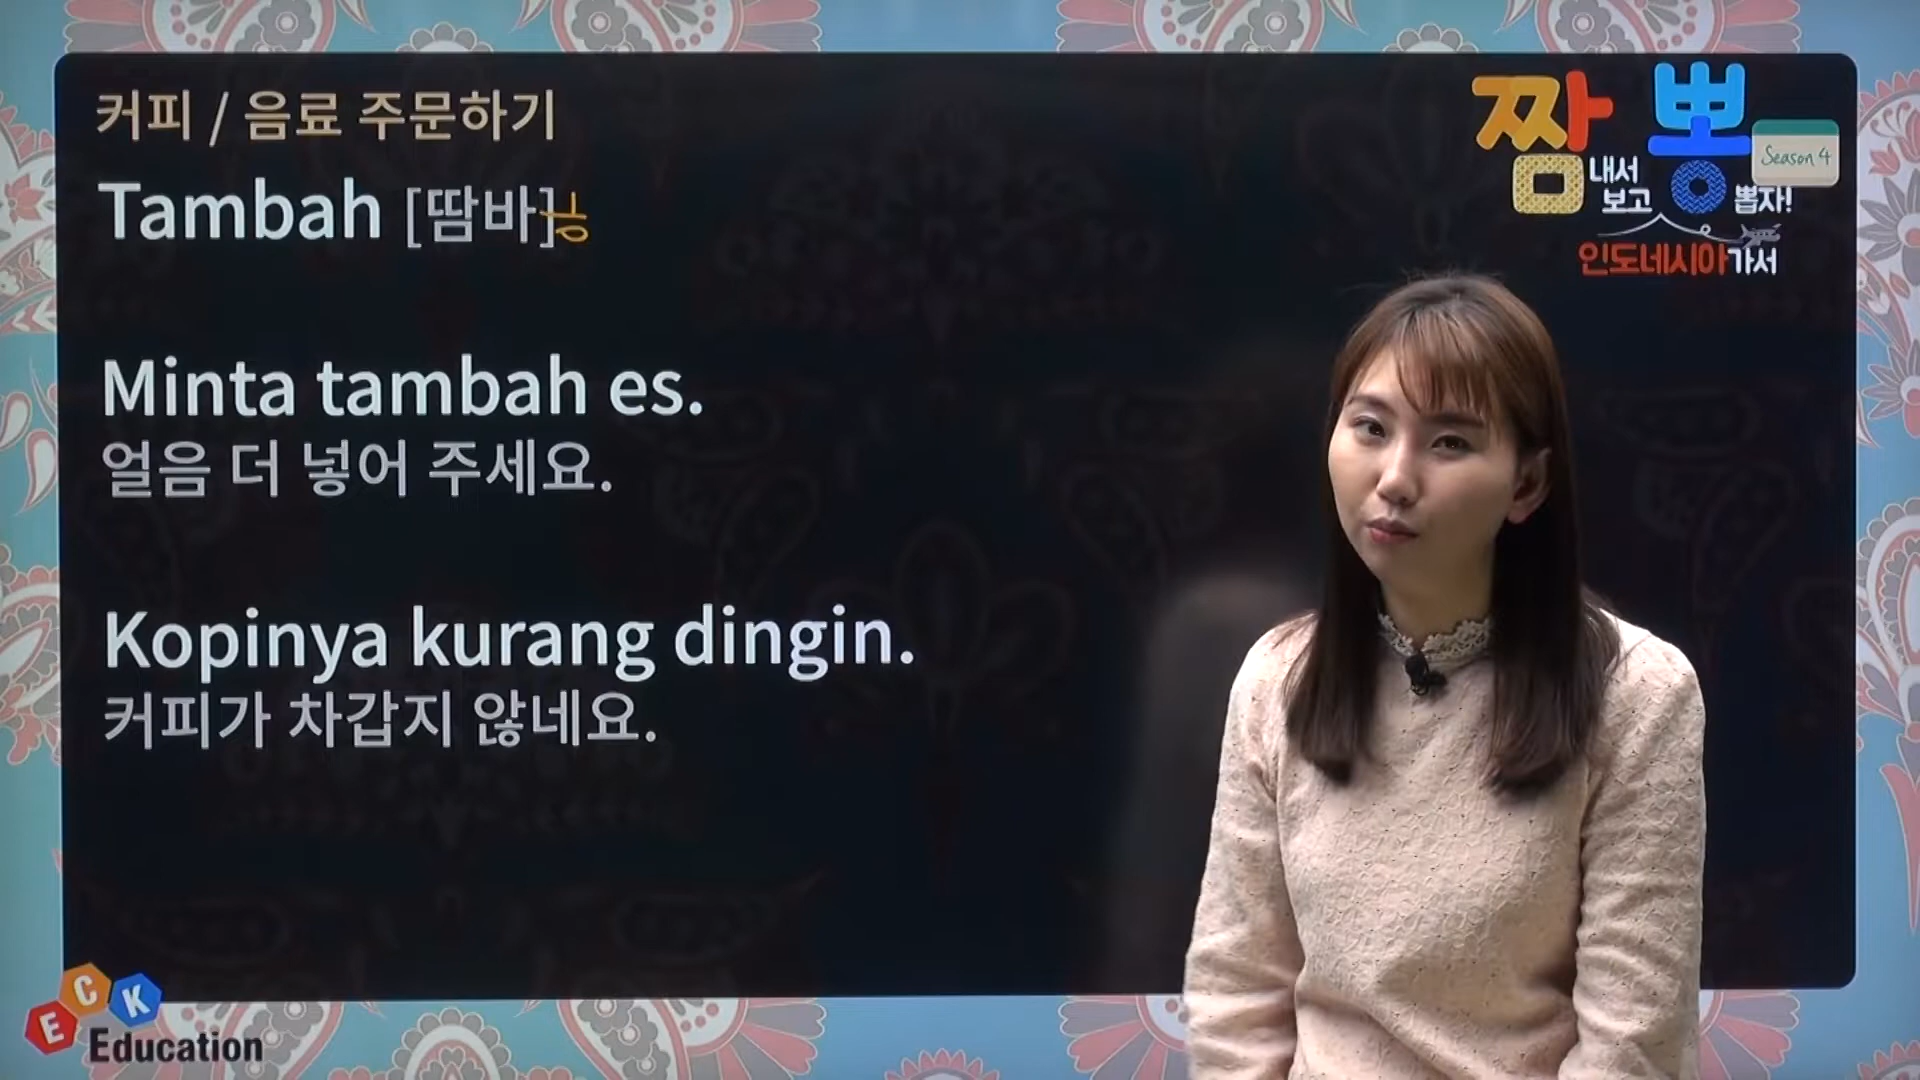 커피 / 음료 주문하기
Tambah [땀바]ㅎ
Minta tambah es.
얼음 더 넣어 주세요.
Kopinya kurang dingin.
커피가 차갑지 않네요.
짬 뽕
내서 보고 뽑자!
Season 4
인도네시아가서
ECK
Education